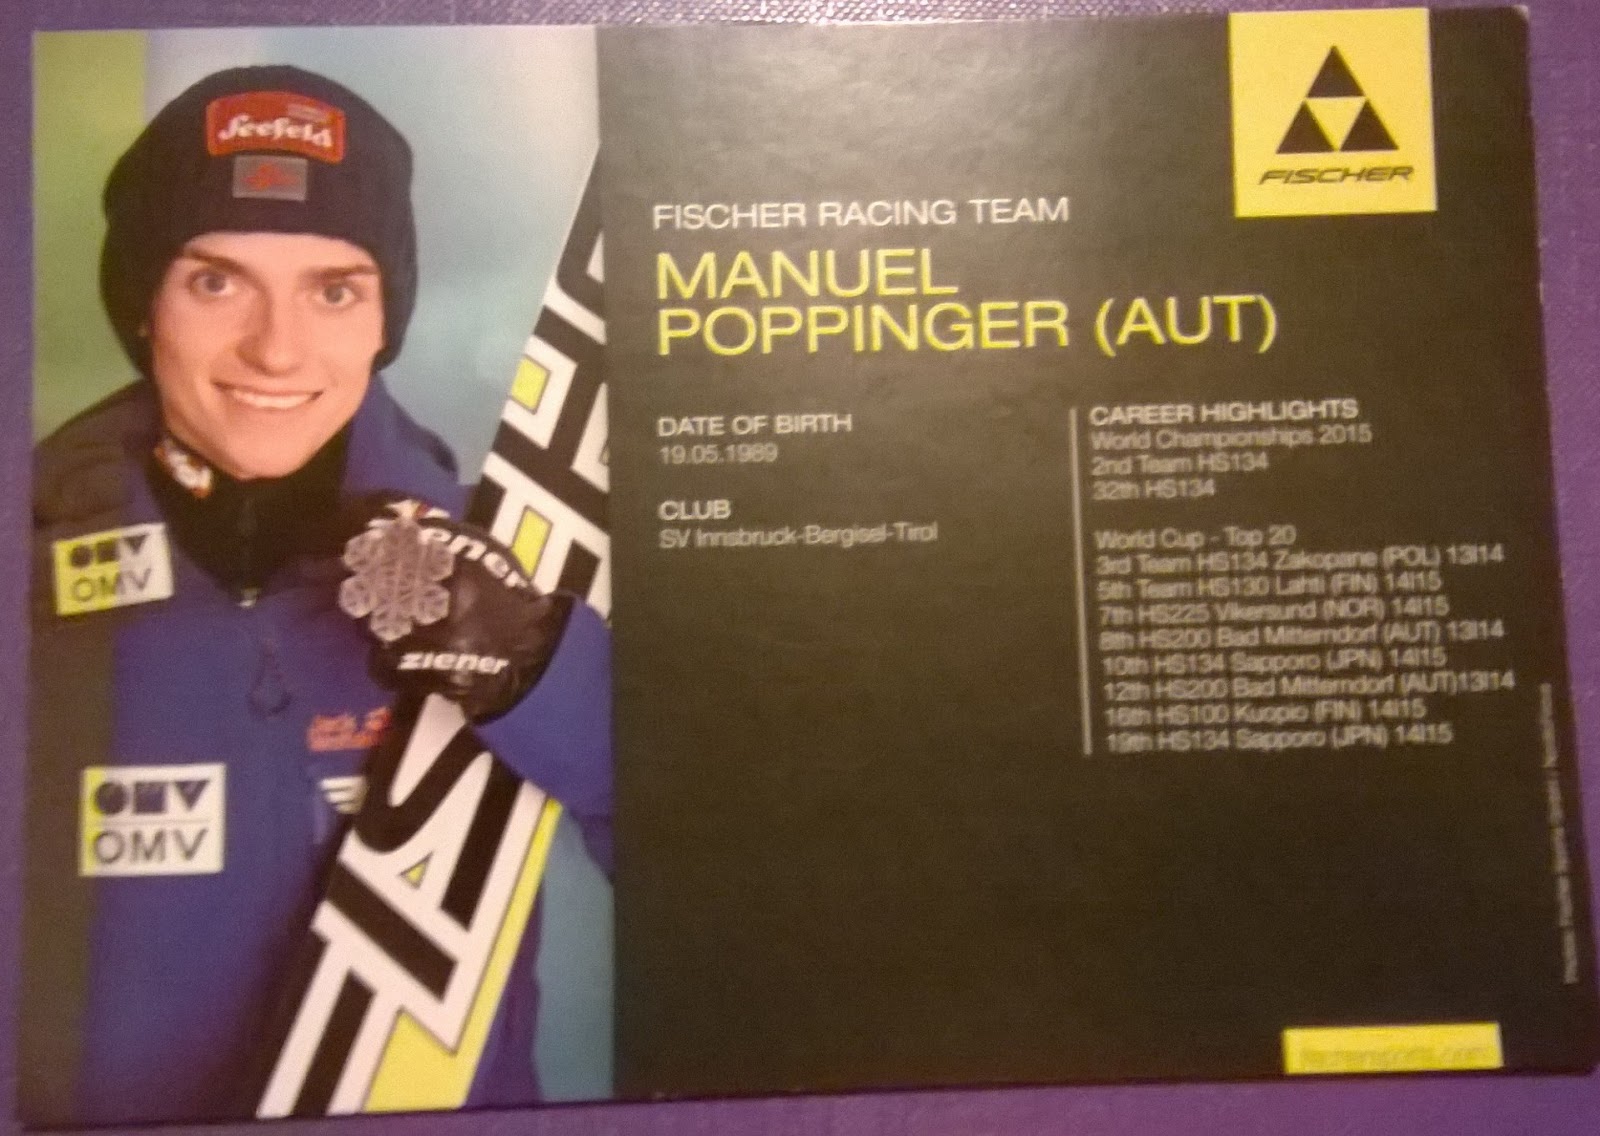 Seefeld
FISCHER
FISCHER RACING TEAM
MANUEL
POPPINGER (AUT)
DATE OF BIRTH
19.05.1989
CLUB
SV Innsbruck-Bergisel-Tirol
CAREER HIGHLIGHTS
World Championships 2015
2nd Team HS134
32th HS134
World Cup - Top 20
3rd Team HS134 Zakopane (POL) 13I14
5th Team HS130 Lahti (FIN) 14I15
7th HS225 Vikersund (NOR) 14I15
8th HS200 Bad Mitterndorf (AUT) 13I14
10th HS134 Sapporo (JPN) 14I15
12th HS200 Bad Mitterndorf (AUT)13I14
16th HS100 Kuopio (FIN) 14I15
19th HS134 Sapporo (JPN) 14I15
OMV
OMV
ziener
ziener
fischersports.com